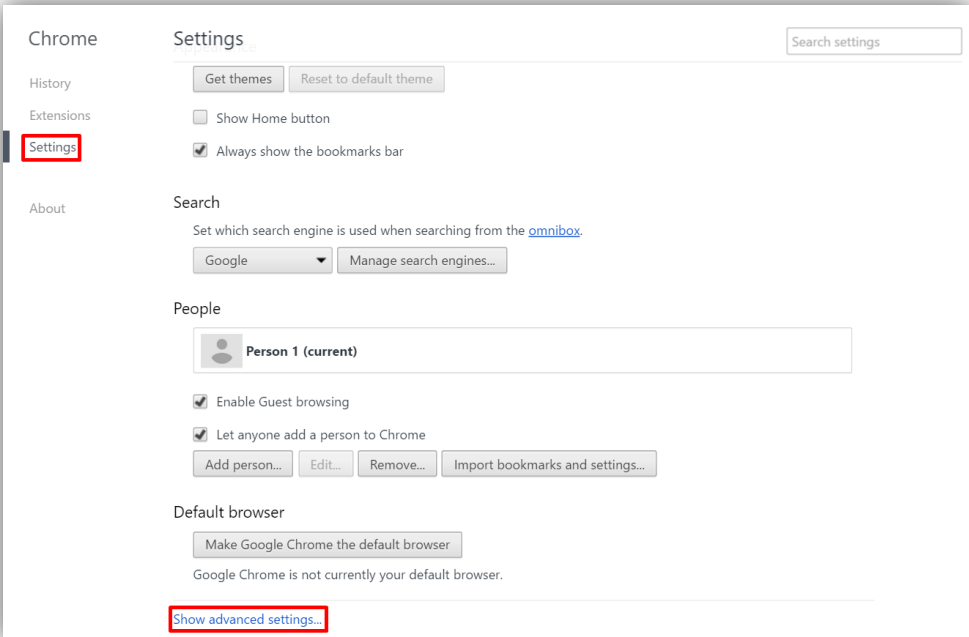 Chrome
History
Extensions
Settings
About
Settings
Search settings
Appearance
Get themes
Reset to default theme
Show Home button
Always show the bookmarks bar
Search
Set which search engine is used when searching from the omnibox.
Google
Manage search engines...
People
Person 1 (current)
Enable Guest browsing
Let anyone add a person to Chrome
Add person...
Edit...
Remove...
Import bookmarks and settings...
Default browser
Make Google Chrome the default browser
Google Chrome is not currently your default browser.
Show advanced settings...